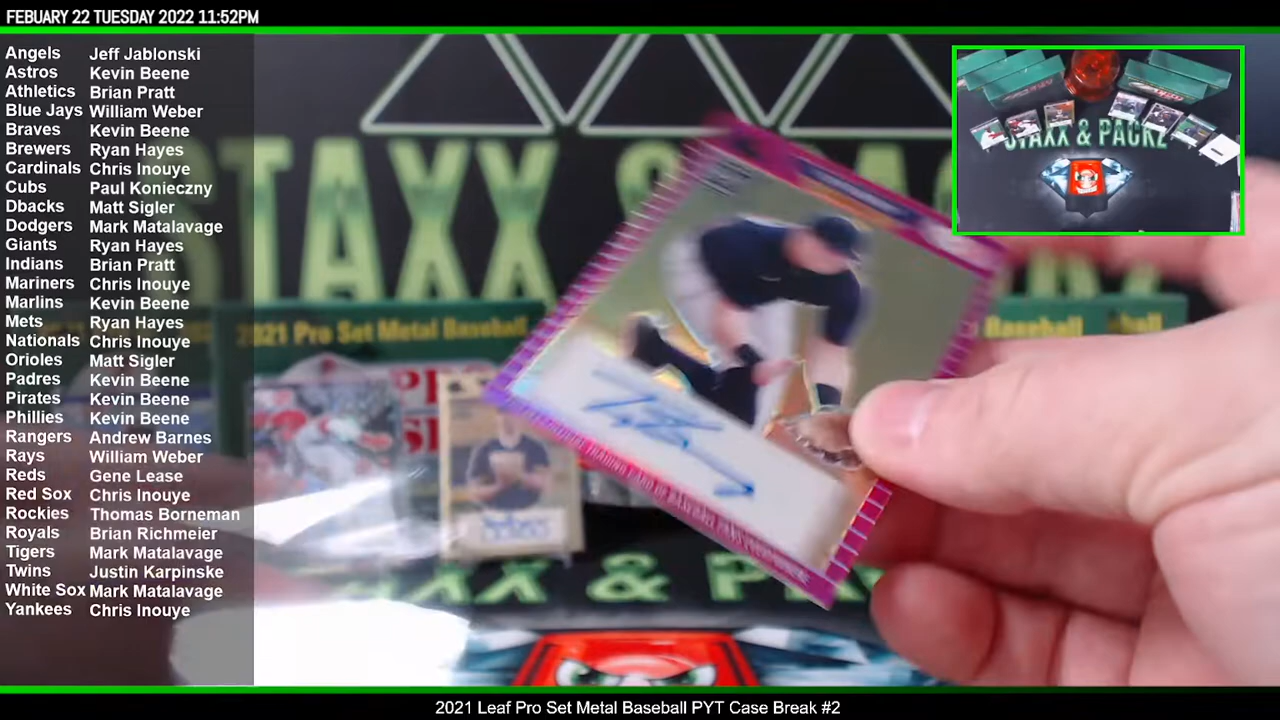 FEBUARY 22 TUESDAY 2022 11:52PM
Angels Jeff Jablonski
Astros Kevin Beene
Athletics Brian Pratt
Blue Jays William Weber
Braves Kevin Beene
Brewers Ryan Hayes
Cardinals Chris Inouye
Cubs Paul Konieczny
Dbacks Matt Sigler
Dodgers Mark Matalavage
Giants Ryan Hayes
Indians Brian Pratt
Mariners Chris Inouye
Marlins Kevin Beene
Mets Ryan Hayes
Nationals Chris Inouye
Orioles Matt Sigler
Padres Kevin Beene
Pirates Kevin Beene
Phillies Kevin Beene
Rangers Andrew Barnes
Rays William Weber
Reds Gene Lease
Red Sox Chris Inouye
Rockies Thomas Borneman
Royals Brian Richmeier
Tigers Mark Matalavage
Twins Justin Karpinske
White Sox Mark Matalavage
Yankees Chris Inouye
STAXX &
2021 Pro Set Metal Baseball
Baseball
STAXX & PACKZ
2021 Leaf Pro Set Metal Baseball PYT Case Break #2